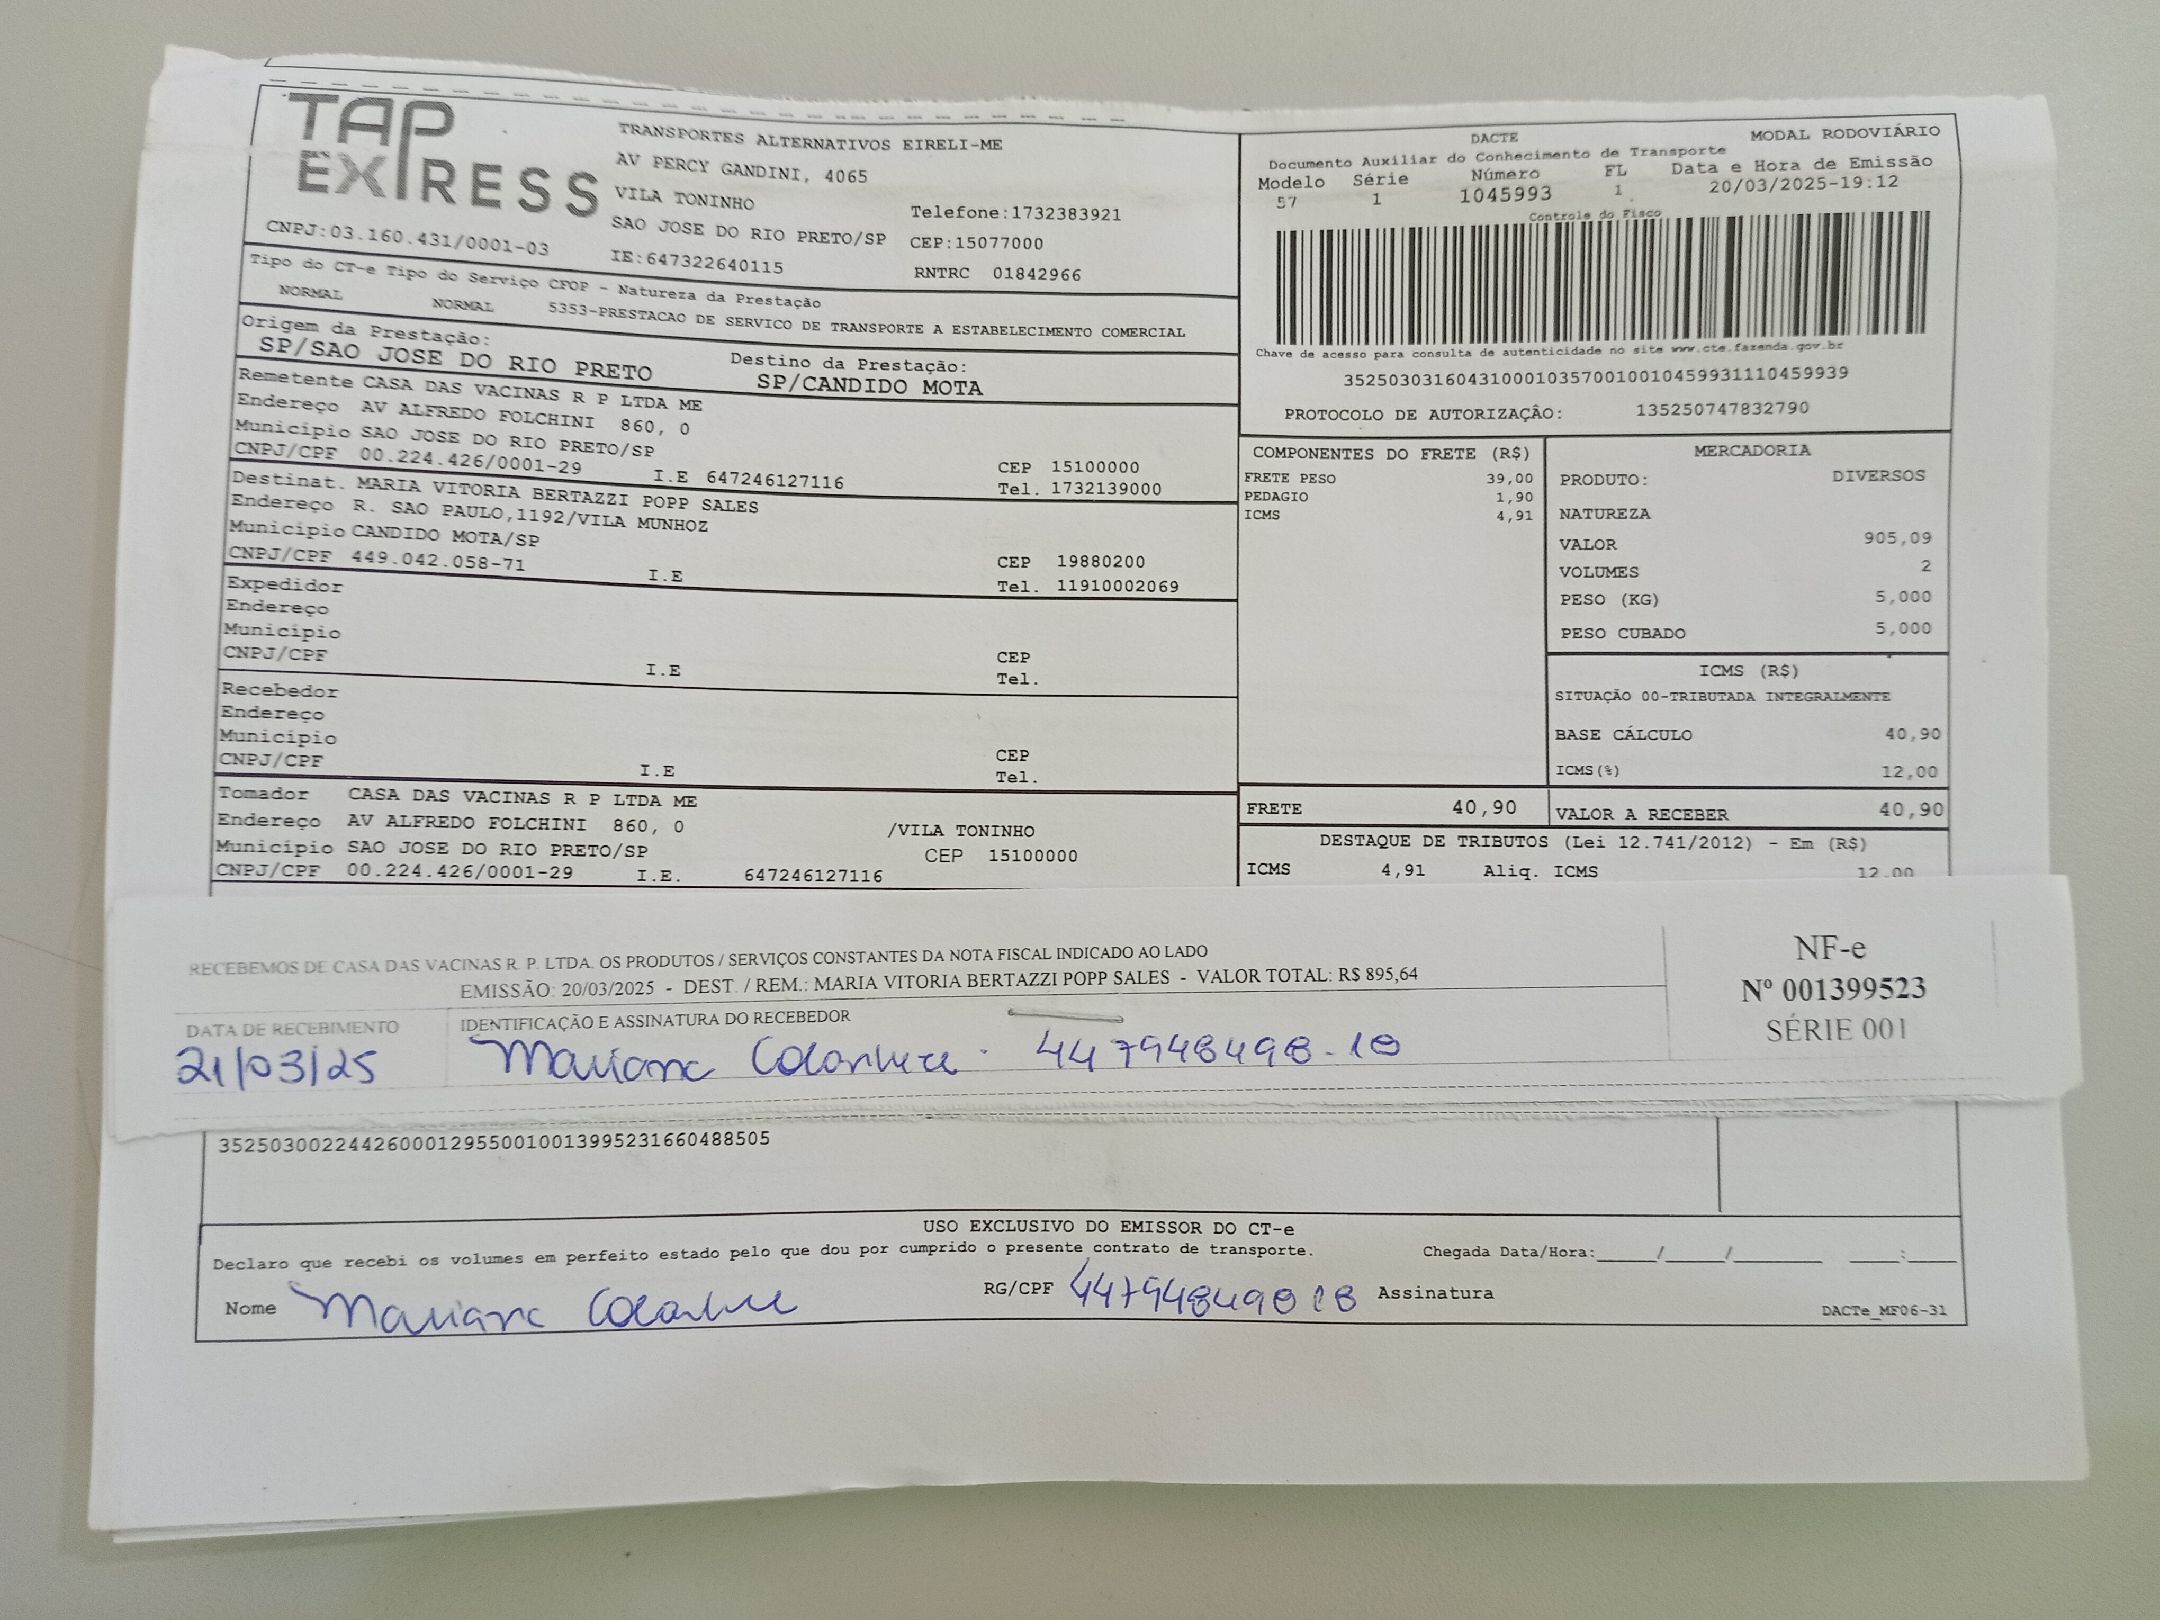 TAP EXPRESS
TRANSPORTES ALTERNATIVOS EIRELI-ME
AV PERCY GANDINI, 4065
VILA TONINHO
Telefone:1732383921
SAO JOSE DO RIO PRETO/SP CEP:15077000
CNPJ:03.160.431/0001-03 IE:647322640115 RNTRC 01842966
Tipo do CT-e Tipo do Serviço CFOP - Natureza da Prestação
NORMAL NORMAL 5353-PRESTACAO DE SERVICO DE TRANSPORTE A ESTABELECIMENTO COMERCIAL
Origem da Prestação: Destino da Prestação:
SP/SAO JOSE DO RIO PRETO SP/CANDIDO MOTA
Remetente CASA DAS VACINAS R P LTDA ME
Endereço AV ALFREDO FOLCHINI 860, 0
Município SAO JOSE DO RIO PRETO/SP CEP 15100000
CNPJ/CPF 00.224.426/0001-29 I.E 647246127116 Tel. 1732139000
Destinat. MARIA VITORIA BERTAZZI POPP SALES
Endereço R. SAO PAULO,1192/VILA MUNHOZ
Município CANDIDO MOTA/SP CEP 19880200
CNPJ/CPF 449.042.058-71 I.E Tel. 11910002069
Expedidor
Endereço
Município CEP
CNPJ/CPF I.E Tel.
Recebedor
Endereço
Município CEP
CNPJ/CPF I.E Tel.
Tomador CASA DAS VACINAS R P LTDA ME
Endereço AV ALFREDO FOLCHINI 860, 0 /VILA TONINHO
Município SAO JOSE DO RIO PRETO/SP CEP 15100000
CNPJ/CPF 00.224.426/0001-29 I.E. 647246127116
DACTE MODAL RODOVIÁRIO
Documento Auxiliar do Conhecimento de Transporte
Modelo Série Número FL Data e Hora de Emissão
57 1 1045993 1 20/03/2025-19:12
Controle do Fisco
Chave de acesso para consulta de autenticidade no site www.cte.fazenda.gov.br
35250303160431000103570010010459931110459939
PROTOCOLO DE AUTORIZAÇÃO: 135250747832790
COMPONENTES DO FRETE (R$)
FRETE PESO 39,00
PEDAGIO 1,90
ICMS 4,91
MERCADORIA
PRODUTO: DIVERSOS
NATUREZA
VALOR 905,09
VOLUMES 2
PESO (KG) 5,000
PESO CUBADO 5,000
ICMS (R$)
SITUAÇÃO 00-TRIBUTADA INTEGRALMENTE
BASE CÁLCULO 40,90
ICMS(%) 12,00
FRETE 40,90 VALOR A RECEBER 40,90
DESTAQUE DE TRIBUTOS (Lei 12.741/2012) - Em (R$)
ICMS 4,91 Aliq. ICMS 12.00
RECEBEMOS DE CASA DAS VACINAS R. P. LTDA. OS PRODUTOS / SERVIÇOS CONSTANTES DA NOTA FISCAL INDICADO AO LADO
EMISSÃO: 20/03/2025 - DEST. / REM.: MARIA VITORIA BERTAZZI POPP SALES - VALOR TOTAL: R$ 895,64
DATA DE RECEBIMENTO IDENTIFICAÇÃO E ASSINATURA DO RECEBEDOR
21/03/25 Mariana 447948498-18
NF-e
Nº 001399523
SÉRIE 001
35250300224426000129550010013995231660488505
USO EXCLUSIVO DO EMISSOR DO CT-e
Declaro que recebi os volumes em perfeito estado pelo que dou por cumprido o presente contrato de transporte. Chegada Data/Hora:____/____/____ __:__
Nome Mariana RG/CPF 44794849818 Assinatura
DACTe_MF06-31